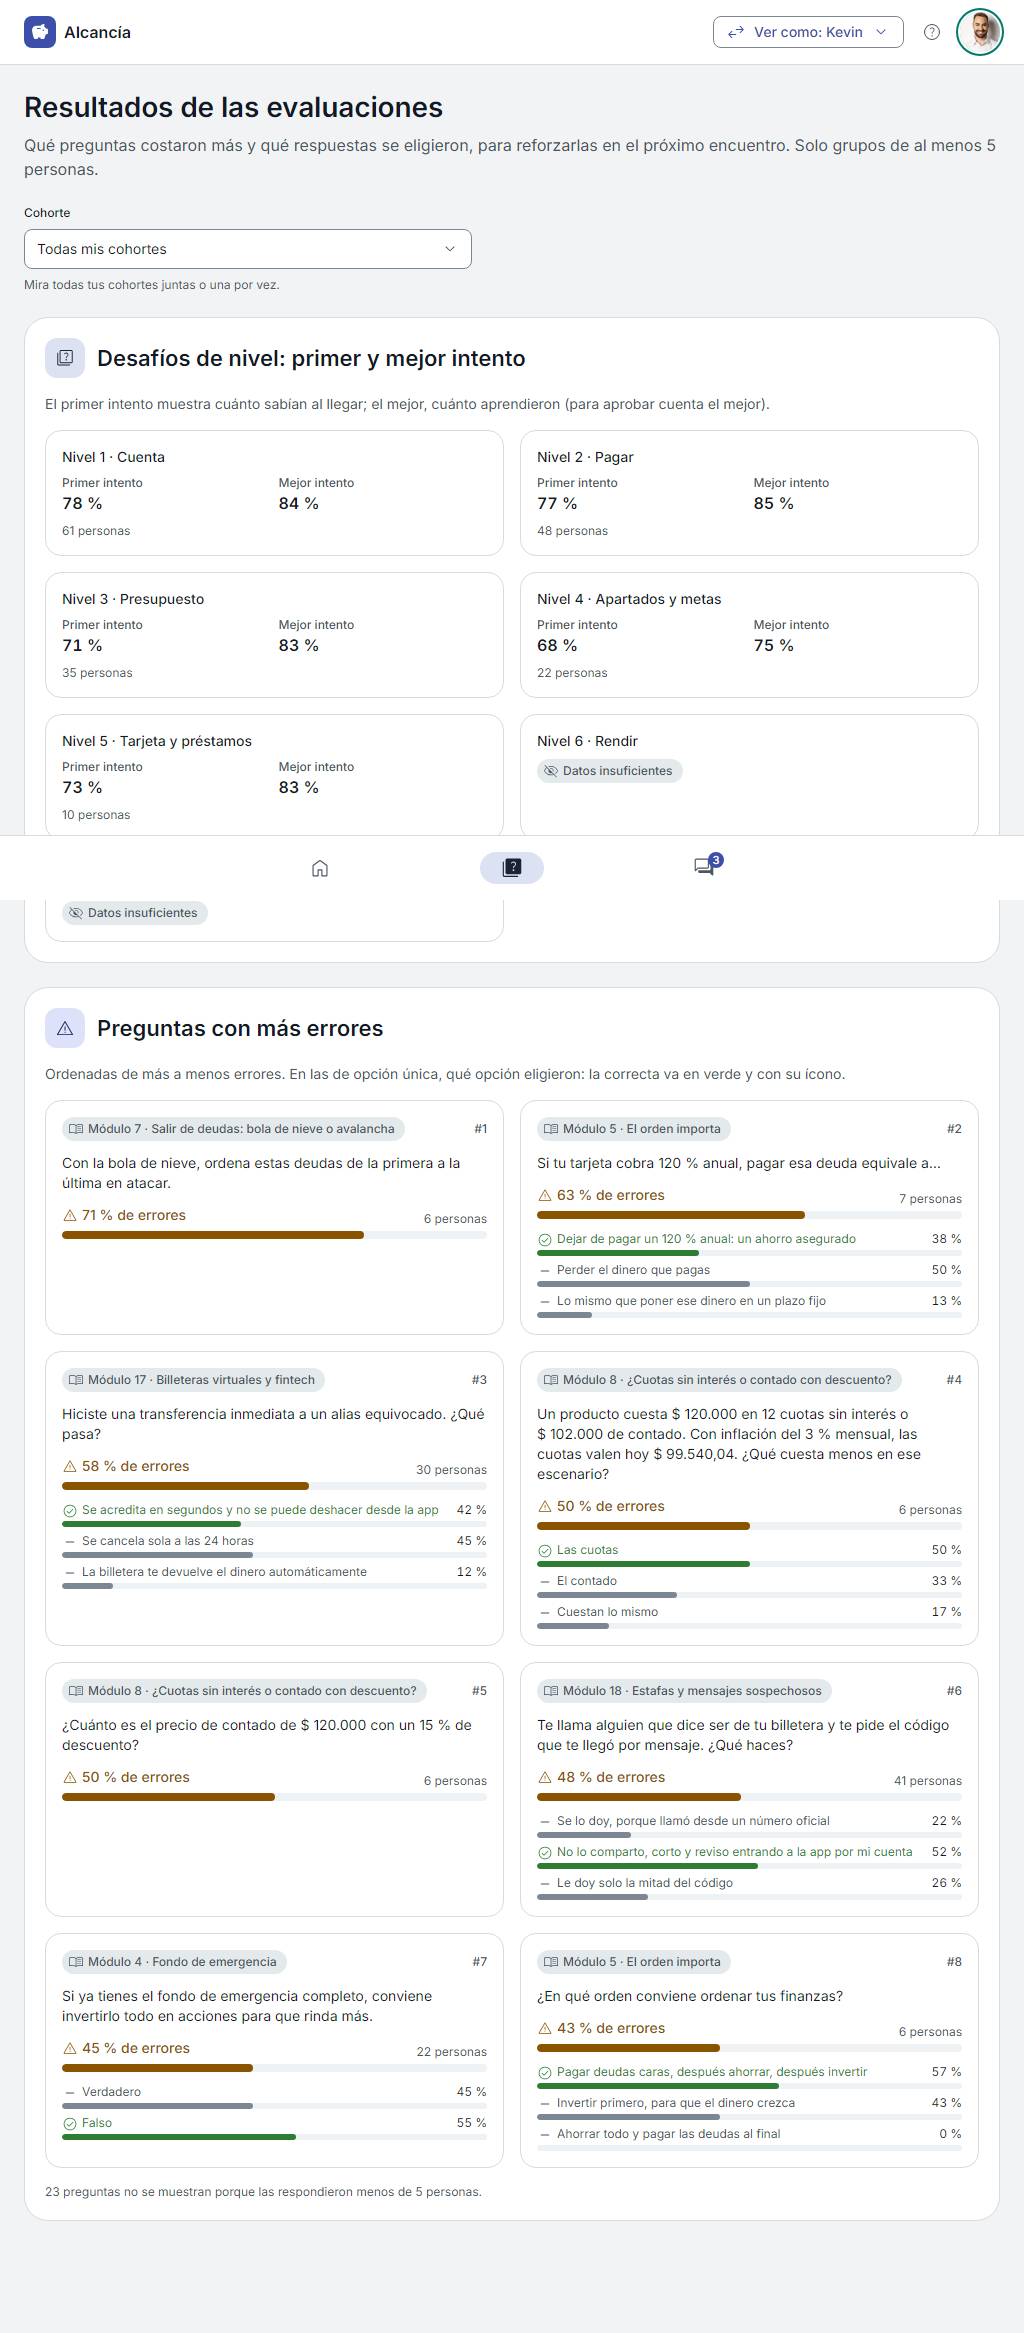 Alcancía
Ver como: Kevin
Resultados de las evaluaciones
Qué preguntas costaron más y qué respuestas se eligieron, para reforzarlas en el próximo encuentro. Solo grupos de al menos 5
personas.
Cohorte
Todas mis cohortes
Mira todas tus cohortes juntas o una por vez.
Desafíos de nivel: primer y mejor intento
El primer intento muestra cuánto sabían al llegar; el mejor, cuánto aprendieron (para aprobar cuenta el mejor).
Nivel 1 · Cuenta
Primer intento Mejor intento
78 % 84 %
61 personas
Nivel 2 · Pagar
Primer intento Mejor intento
77 % 85 %
48 personas
Nivel 3 · Presupuesto
Primer intento Mejor intento
71 % 83 %
35 personas
Nivel 4 · Apartados y metas
Primer intento Mejor intento
68 % 75 %
22 personas
Nivel 5 · Tarjeta y préstamos
Primer intento Mejor intento
73 % 83 %
10 personas
Nivel 6 · Rendir
Datos insuficientes
3
Datos insuficientes
Preguntas con más errores
Ordenadas de más a menos errores. En las de opción única, qué opción eligieron: la correcta va en verde y con su ícono.
Módulo 7 · Salir de deudas: bola de nieve o avalancha #1
Con la bola de nieve, ordena estas deudas de la primera a la
última en atacar.
71 % de errores 6 personas
Módulo 5 · El orden importa #2
Si tu tarjeta cobra 120 % anual, pagar esa deuda equivale a...
63 % de errores 7 personas
Dejar de pagar un 120 % anual: un ahorro asegurado 38 %
Perder el dinero que pagas 50 %
Lo mismo que poner ese dinero en un plazo fijo 13 %
Módulo 17 · Billeteras virtuales y fintech #3
Hiciste una transferencia inmediata a un alias equivocado. ¿Qué
pasa?
58 % de errores 30 personas
Se acredita en segundos y no se puede deshacer desde la app 42 %
Se cancela sola a las 24 horas 45 %
La billetera te devuelve el dinero automáticamente 12 %
Módulo 8 · ¿Cuotas sin interés o contado con descuento? #4
Un producto cuesta $ 120.000 en 12 cuotas sin interés o
$ 102.000 de contado. Con inflación del 3 % mensual, las
cuotas valen hoy $ 99.540,04. ¿Qué cuesta menos en ese
escenario?
50 % de errores 6 personas
Las cuotas 50 %
El contado 33 %
Cuestan lo mismo 17 %
Módulo 8 · ¿Cuotas sin interés o contado con descuento? #5
¿Cuánto es el precio de contado de $ 120.000 con un 15 % de
descuento?
50 % de errores 6 personas
Módulo 18 · Estafas y mensajes sospechosos #6
Te llama alguien que dice ser de tu billetera y te pide el código
que te llegó por mensaje. ¿Qué haces?
48 % de errores 41 personas
Se lo doy, porque llamó desde un número oficial 22 %
No lo comparto, corto y reviso entrando a la app por mi cuenta 52 %
Le doy solo la mitad del código 26 %
Módulo 4 · Fondo de emergencia #7
Si ya tienes el fondo de emergencia completo, conviene
invertirlo todo en acciones para que rinda más.
45 % de errores 22 personas
Verdadero 45 %
Falso 55 %
Módulo 5 · El orden importa #8
¿En qué orden conviene ordenar tus finanzas?
43 % de errores 6 personas
Pagar deudas caras, después ahorrar, después invertir 57 %
Invertir primero, para que el dinero crezca 43 %
Ahorrar todo y pagar las deudas al final 0 %
23 preguntas no se muestran porque las respondieron menos de 5 personas.